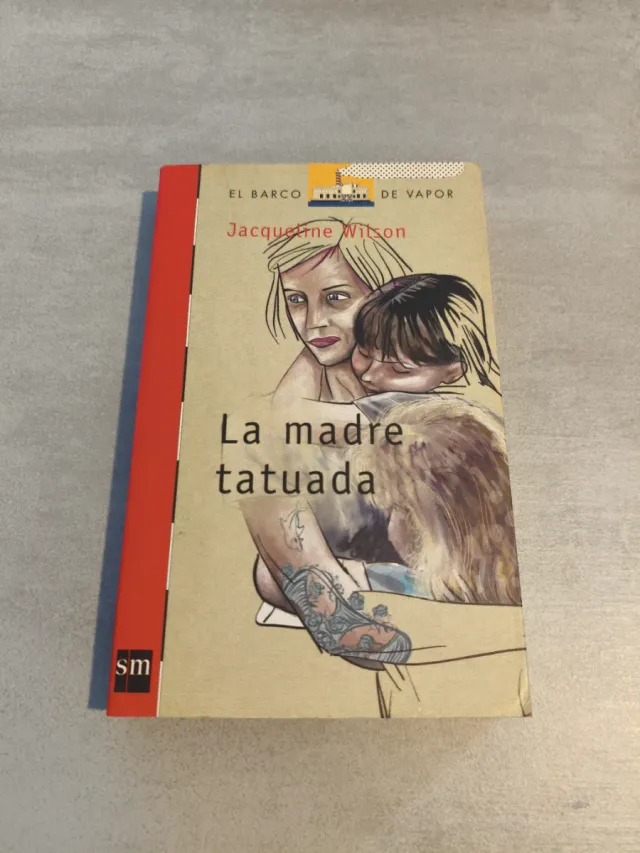 EL BARCO DE VAPOR
Jacqueline Wilson
La madre
tatuada
sm